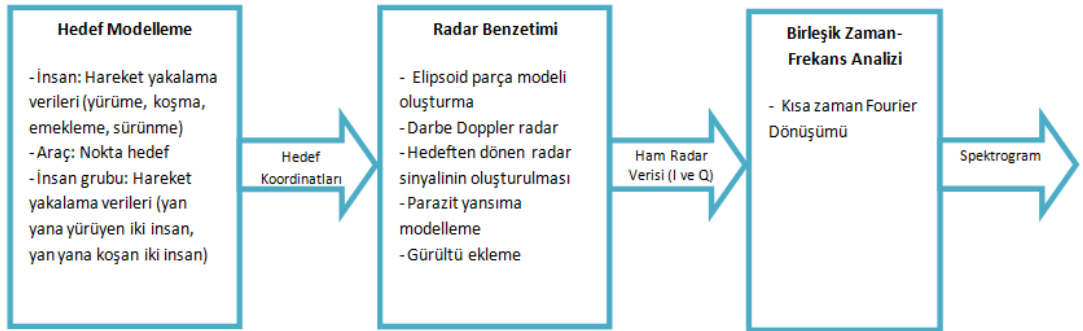 Hedef Modelleme
-İnsan: Hareket yakalama
verileri (yürüme, koşma,
emekleme, sürünme)
-Araç: Nokta hedef
-İnsan grubu: Hareket
yakalama verileri (yan
yana yürüyen iki insan,
yan yana koşan iki insan)
Hedef
Koordinatları
Radar Benzetimi
- Elipsoid parça modeli
oluşturma
-Darbe Doppler radar
-Hedeften dönen radar
sinyalinin oluşturulması
-Parazit yansıma
modelleme
-Gürültü ekleme
Ham Radar
Verisi (I ve Q)
Birleşik Zaman-
Frekans Analizi
- Kısa zaman Fourier
Dönüşümü
Spektrogram